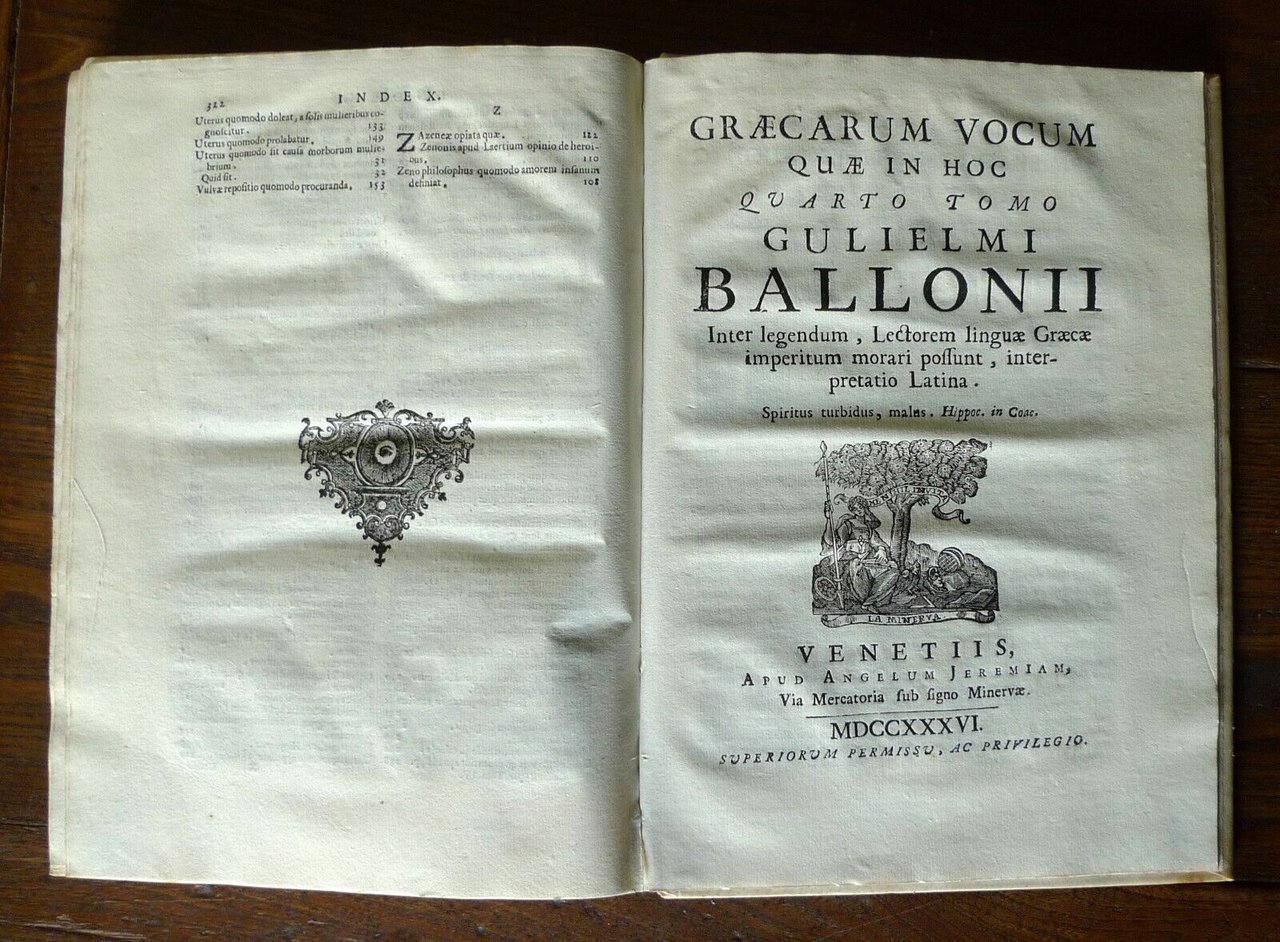 322
INDEX.
Uterus quomodo doleat, a solis mulieribus co-
gnoscitur. 133
Uterus quomodo prolabatur. 149
Uterus quomodo sit causa morborum mulie-
brium. 31
Quid sit. 32
Vulvæ repositio quomodo procuranda. 153
Z
ZAzeneæ opiata quæ. 122
Zenonis apud Laertium opinio de heroi-
bus. 110
Zeno philosophus quomodo amorem insanum
definiat. 108
GRÆCARUM VOCUM
QUÆ IN HOC
QVARTO TOMO
GULIELMI
BALLONII
Inter legendum, Lectorem linguæ Græcæ
imperitum morari possunt, inter-
pretatio Latina.
Spiritus turbidus, malus. Hippoc. in Coac.
LA MINERVA
VENETIIS,
APUD ANGELUM JEREMIAM,
Via Mercatoria sub signo Minervæ.
MDCCXXXVI.
SUPERIORUM PERMISSU, AC PRIVILEGIO.